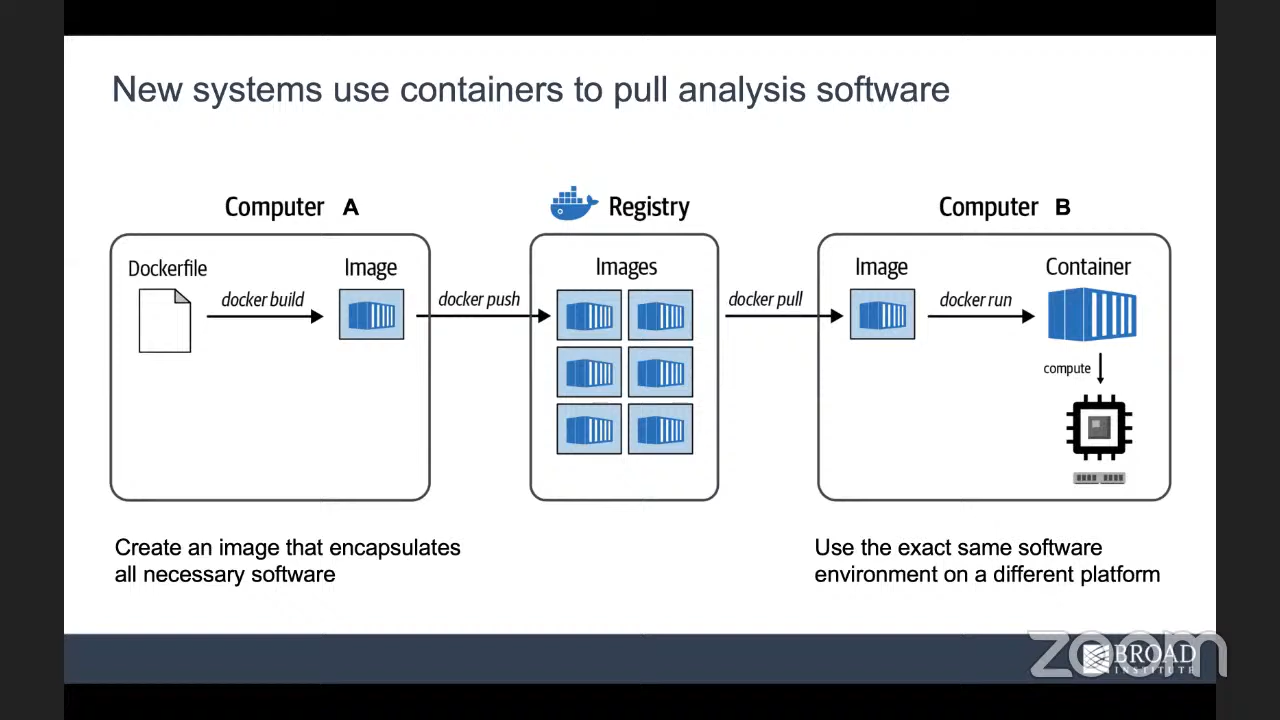 New systems use containers to pull analysis software
Computer A
Registry
Computer B
Dockerfile
docker build
Image
docker push
Images
docker pull
Image
docker run
Container
compute
Create an image that encapsulates
all necessary software
Use the exact same software
environment on a different platform
zoom
BROAD
INSTITUTE